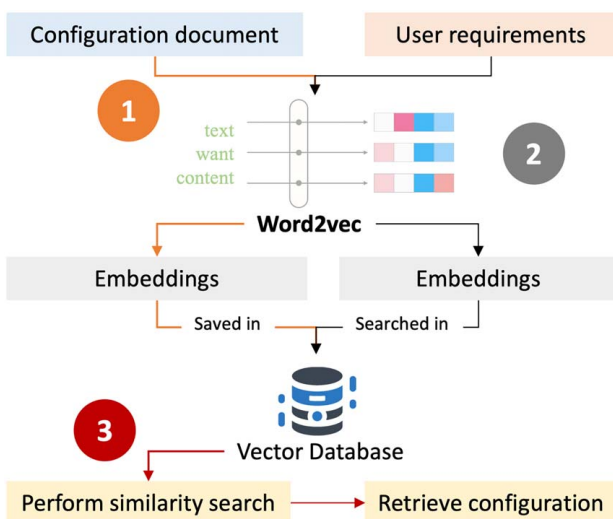 Configuration document
User requirements
1
text
want
content
2
Word2vec
Embeddings
Embeddings
Saved in
Searched in
3
Vector Database
Perform similarity search
Retrieve configuration